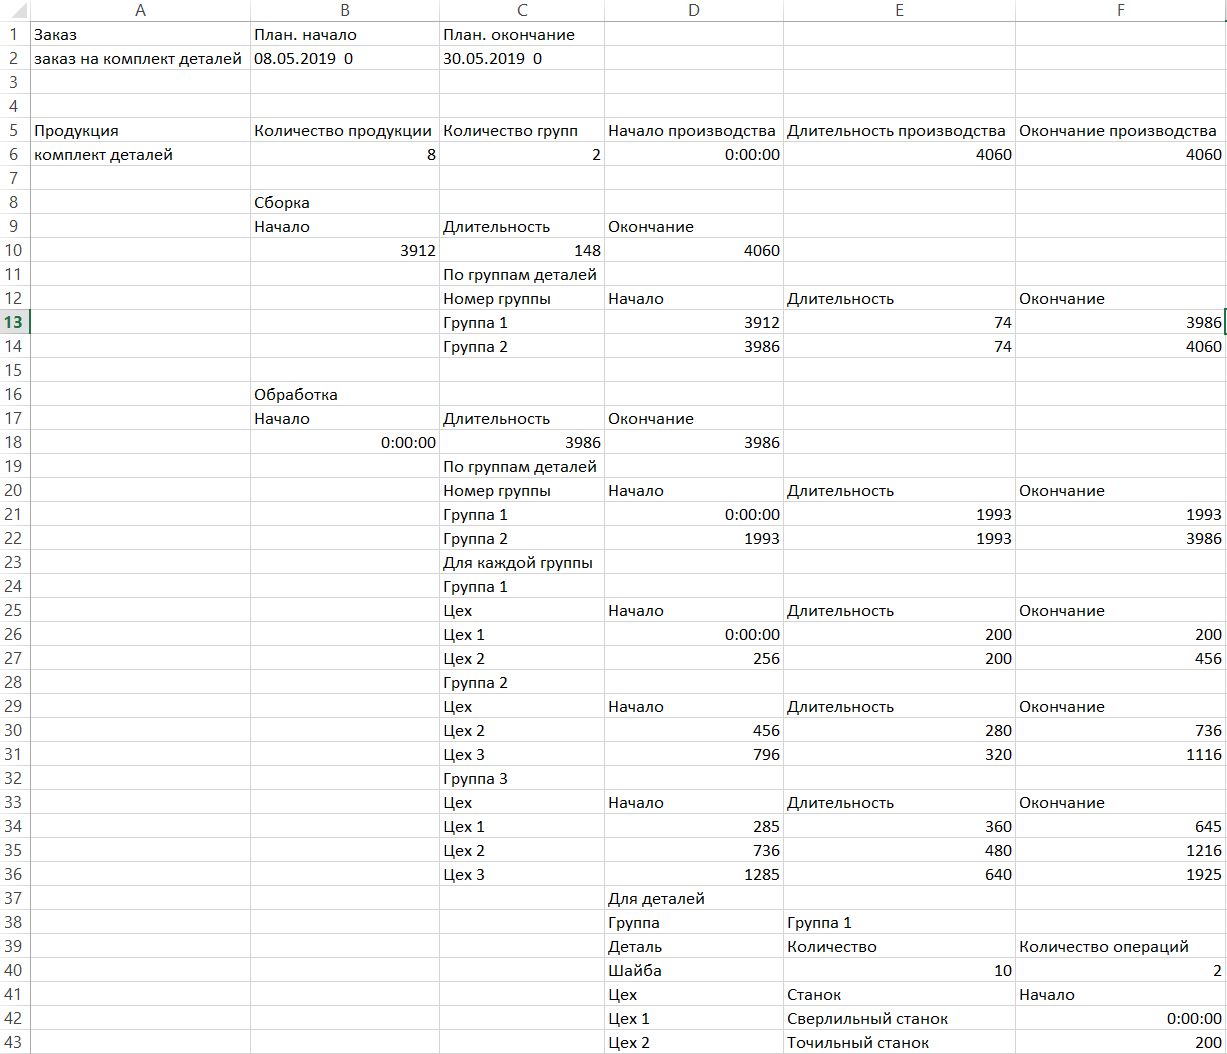 A B C D E F
1 Заказ План. начало План. окончание
2 заказ на комплект деталей 08.05.2019 0 30.05.2019 0
3
4
5 Продукция Количество продукции Количество групп Начало производства Длительность производства Окончание производства
6 комплект деталей 8 2 0:00:00 4060 4060
7
8 Сборка
9 Начало Длительность Окончание
10 3912 148 4060
11 По группам деталей
12 Номер группы Начало Длительность Окончание
13 Группа 1 3912 74 3986
14 Группа 2 3986 74 4060
15
16 Обработка
17 Начало Длительность Окончание
18 0:00:00 3986 3986
19 По группам деталей
20 Номер группы Начало Длительность Окончание
21 Группа 1 0:00:00 1993 1993
22 Группа 2 1993 1993 3986
23 Для каждой группы
24 Группа 1
25 Цех Начало Длительность Окончание
26 Цех 1 0:00:00 200 200
27 Цех 2 256 200 456
28 Группа 2
29 Цех Начало Длительность Окончание
30 Цех 2 456 280 736
31 Цех 3 796 320 1116
32 Группа 3
33 Цех Начало Длительность Окончание
34 Цех 1 285 360 645
35 Цех 2 736 480 1216
36 Цех 3 1285 640 1925
37 Для деталей
38 Группа Группа 1
39 Деталь Количество Количество операций
40 Шайба 10 2
41 Цех Станок Начало
42 Цех 1 Сверлильный станок 0:00:00
43 Цех 2 Точильный станок 200